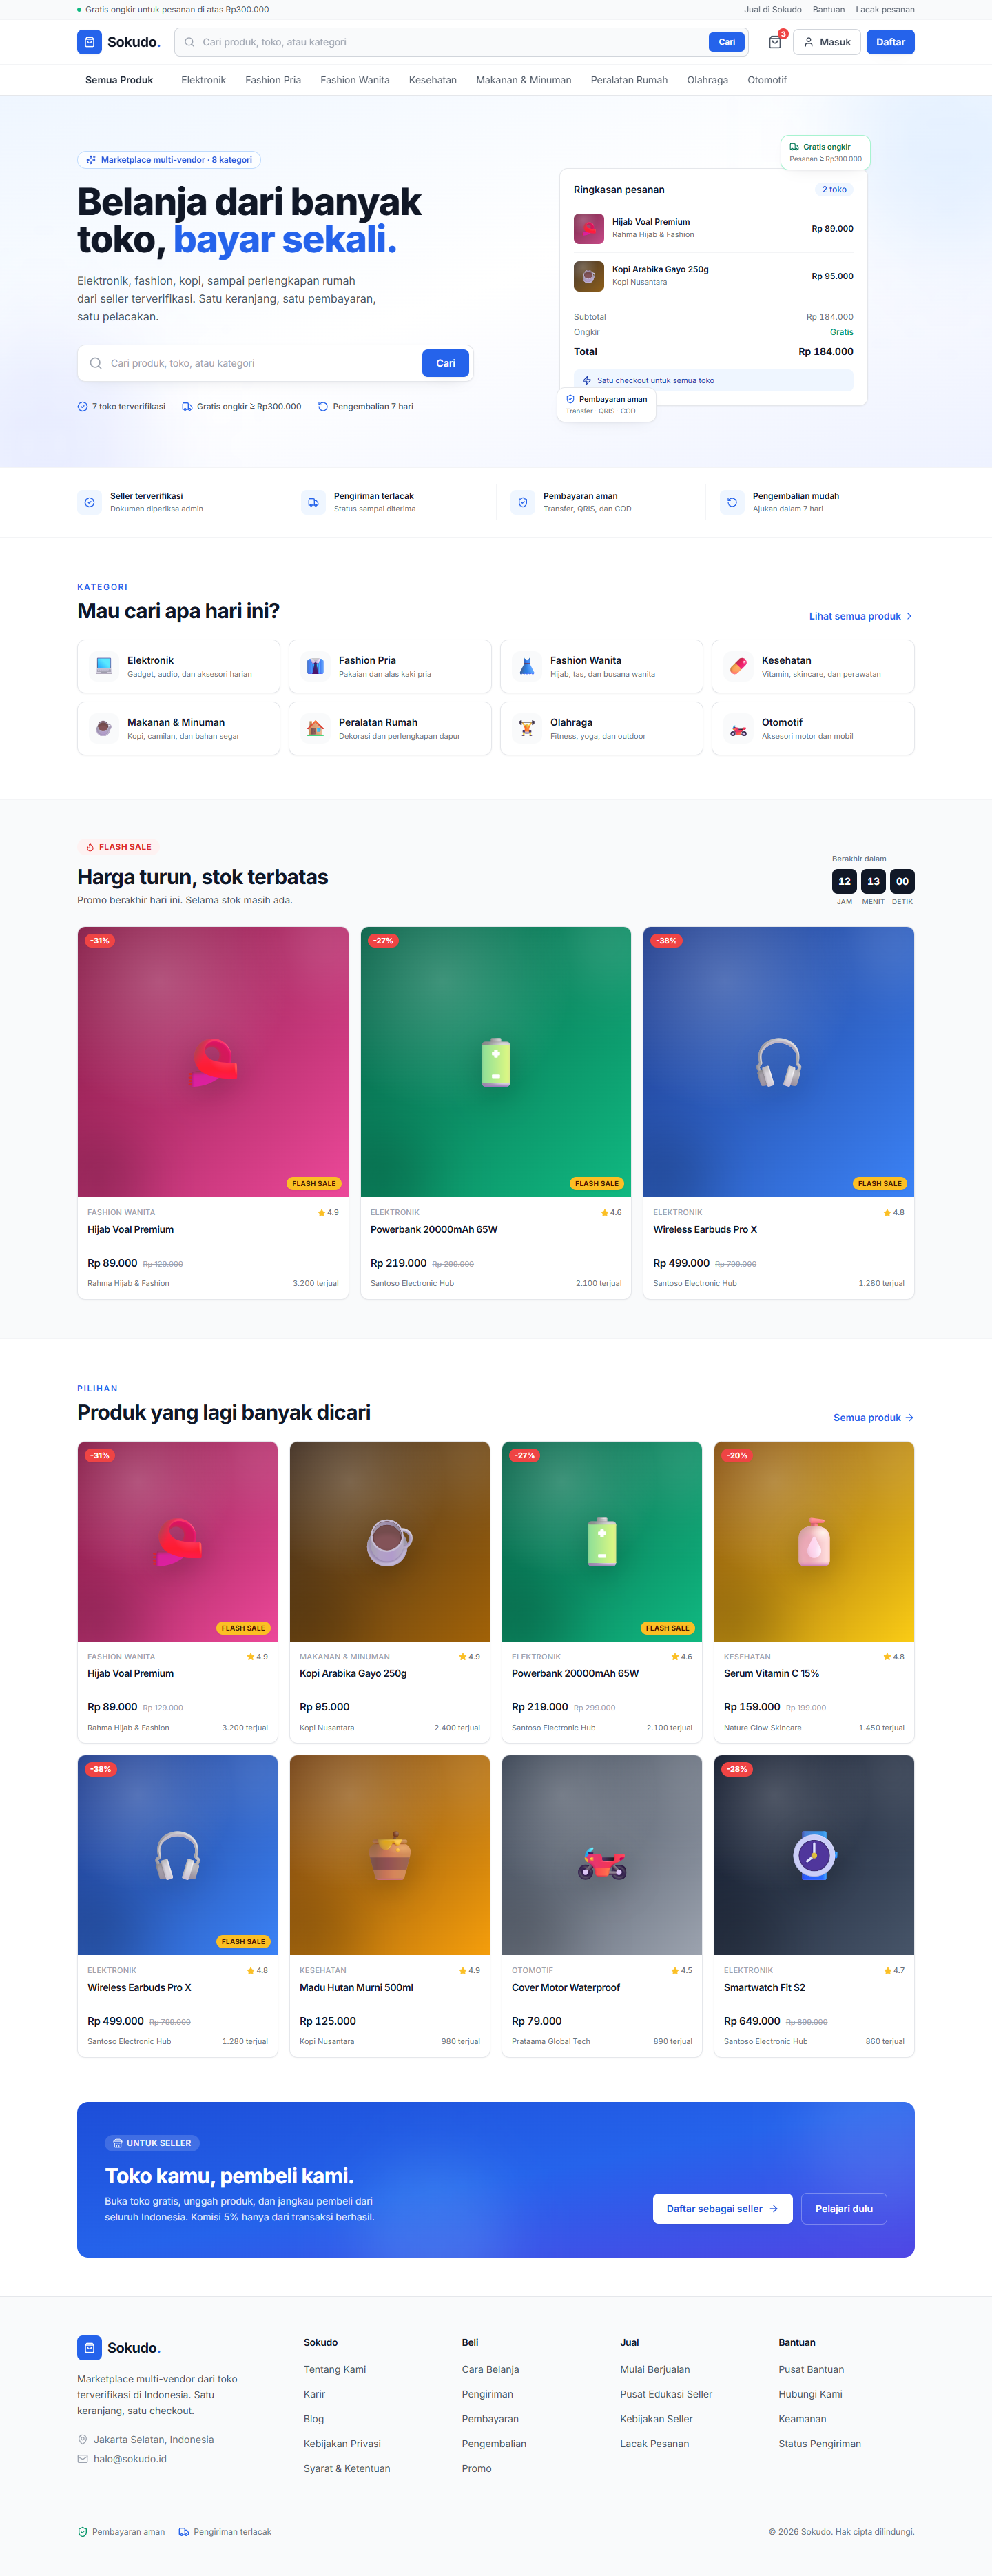 Gratis ongkir untuk pesanan di atas Rp300.000
Jual di Sokudo Bantuan Lacak pesanan
Sokudo.
Cari produk, toko, atau kategori
Cari
3
Masuk
Daftar
Semua Produk Elektronik Fashion Pria Fashion Wanita Kesehatan Makanan & Minuman Peralatan Rumah Olahraga Otomotif
Marketplace multi-vendor · 8 kategori
Belanja dari banyak
toko, bayar sekali.
Elektronik, fashion, kopi, sampai perlengkapan rumah
dari seller terverifikasi. Satu keranjang, satu pembayaran,
satu pelacakan.
Cari produk, toko, atau kategori
Cari
7 toko terverifikasi Gratis ongkir ≥ Rp300.000 Pengembalian 7 hari
Gratis ongkir
Pesanan ≥ Rp300.000
Ringkasan pesanan
2 toko
Hijab Voal Premium
Rahma Hijab & Fashion
Rp 89.000
Kopi Arabika Gayo 250g
Kopi Nusantara
Rp 95.000
Subtotal Rp 184.000
Ongkir Gratis
Total Rp 184.000
Satu checkout untuk semua toko
Pembayaran aman
Transfer · QRIS · COD
Seller terverifikasi
Dokumen diperiksa admin
Pengiriman terlacak
Status sampai diterima
Pembayaran aman
Transfer, QRIS, dan COD
Pengembalian mudah
Ajukan dalam 7 hari
KATEGORI
Mau cari apa hari ini?
Lihat semua produk
Elektronik
Gadget, audio, dan aksesori harian
Fashion Pria
Pakaian dan alas kaki pria
Fashion Wanita
Hijab, tas, dan busana wanita
Kesehatan
Vitamin, skincare, dan perawatan
Makanan & Minuman
Kopi, camilan, dan bahan segar
Peralatan Rumah
Dekorasi dan perlengkapan dapur
Olahraga
Fitness, yoga, dan outdoor
Otomotif
Aksesori motor dan mobil
FLASH SALE
Harga turun, stok terbatas
Promo berakhir hari ini. Selama stok masih ada.
Berakhir dalam
12 13 00
JAM MENIT DETIK
-31%
FLASH SALE
FASHION WANITA 4.9
Hijab Voal Premium
Rp 89.000 Rp 129.000
Rahma Hijab & Fashion 3.200 terjual
-27%
FLASH SALE
ELEKTRONIK 4.6
Powerbank 20000mAh 65W
Rp 219.000 Rp 299.000
Santoso Electronic Hub 2.100 terjual
-38%
FLASH SALE
ELEKTRONIK 4.8
Wireless Earbuds Pro X
Rp 499.000 Rp 799.000
Santoso Electronic Hub 1.280 terjual
PILIHAN
Produk yang lagi banyak dicari
Semua produk
-31%
FLASH SALE
FASHION WANITA 4.9
Hijab Voal Premium
Rp 89.000 Rp 129.000
Rahma Hijab & Fashion 3.200 terjual
MAKANAN & MINUMAN 4.9
Kopi Arabika Gayo 250g
Rp 95.000
Kopi Nusantara 2.400 terjual
-27%
FLASH SALE
ELEKTRONIK 4.6
Powerbank 20000mAh 65W
Rp 219.000 Rp 299.000
Santoso Electronic Hub 2.100 terjual
-20%
KESEHATAN 4.8
Serum Vitamin C 15%
Rp 159.000 Rp 199.000
Nature Glow Skincare 1.450 terjual
-38%
FLASH SALE
ELEKTRONIK 4.8
Wireless Earbuds Pro X
Rp 499.000 Rp 799.000
Santoso Electronic Hub 1.280 terjual
KESEHATAN 4.9
Madu Hutan Murni 500ml
Rp 125.000
Kopi Nusantara 980 terjual
OTOMOTIF 4.5
Cover Motor Waterproof
Rp 79.000
Prataama Global Tech 890 terjual
-28%
ELEKTRONIK 4.7
Smartwatch Fit S2
Rp 649.000 Rp 899.000
Santoso Electronic Hub 860 terjual
UNTUK SELLER
Toko kamu, pembeli kami.
Buka toko gratis, unggah produk, dan jangkau pembeli dari
seluruh Indonesia. Komisi 5% hanya dari transaksi berhasil.
Daftar sebagai seller
Pelajari dulu
Sokudo.
Marketplace multi-vendor dari toko
terverifikasi di Indonesia. Satu
keranjang, satu checkout.
Jakarta Selatan, Indonesia
halo@sokudo.id
Sokudo
Tentang Kami
Karir
Blog
Kebijakan Privasi
Syarat & Ketentuan
Beli
Cara Belanja
Pengiriman
Pembayaran
Pengembalian
Promo
Jual
Mulai Berjualan
Pusat Edukasi Seller
Kebijakan Seller
Lacak Pesanan
Bantuan
Pusat Bantuan
Hubungi Kami
Keamanan
Status Pengiriman
Pembayaran aman Pengiriman terlacak
© 2026 Sokudo. Hak cipta dilindungi.